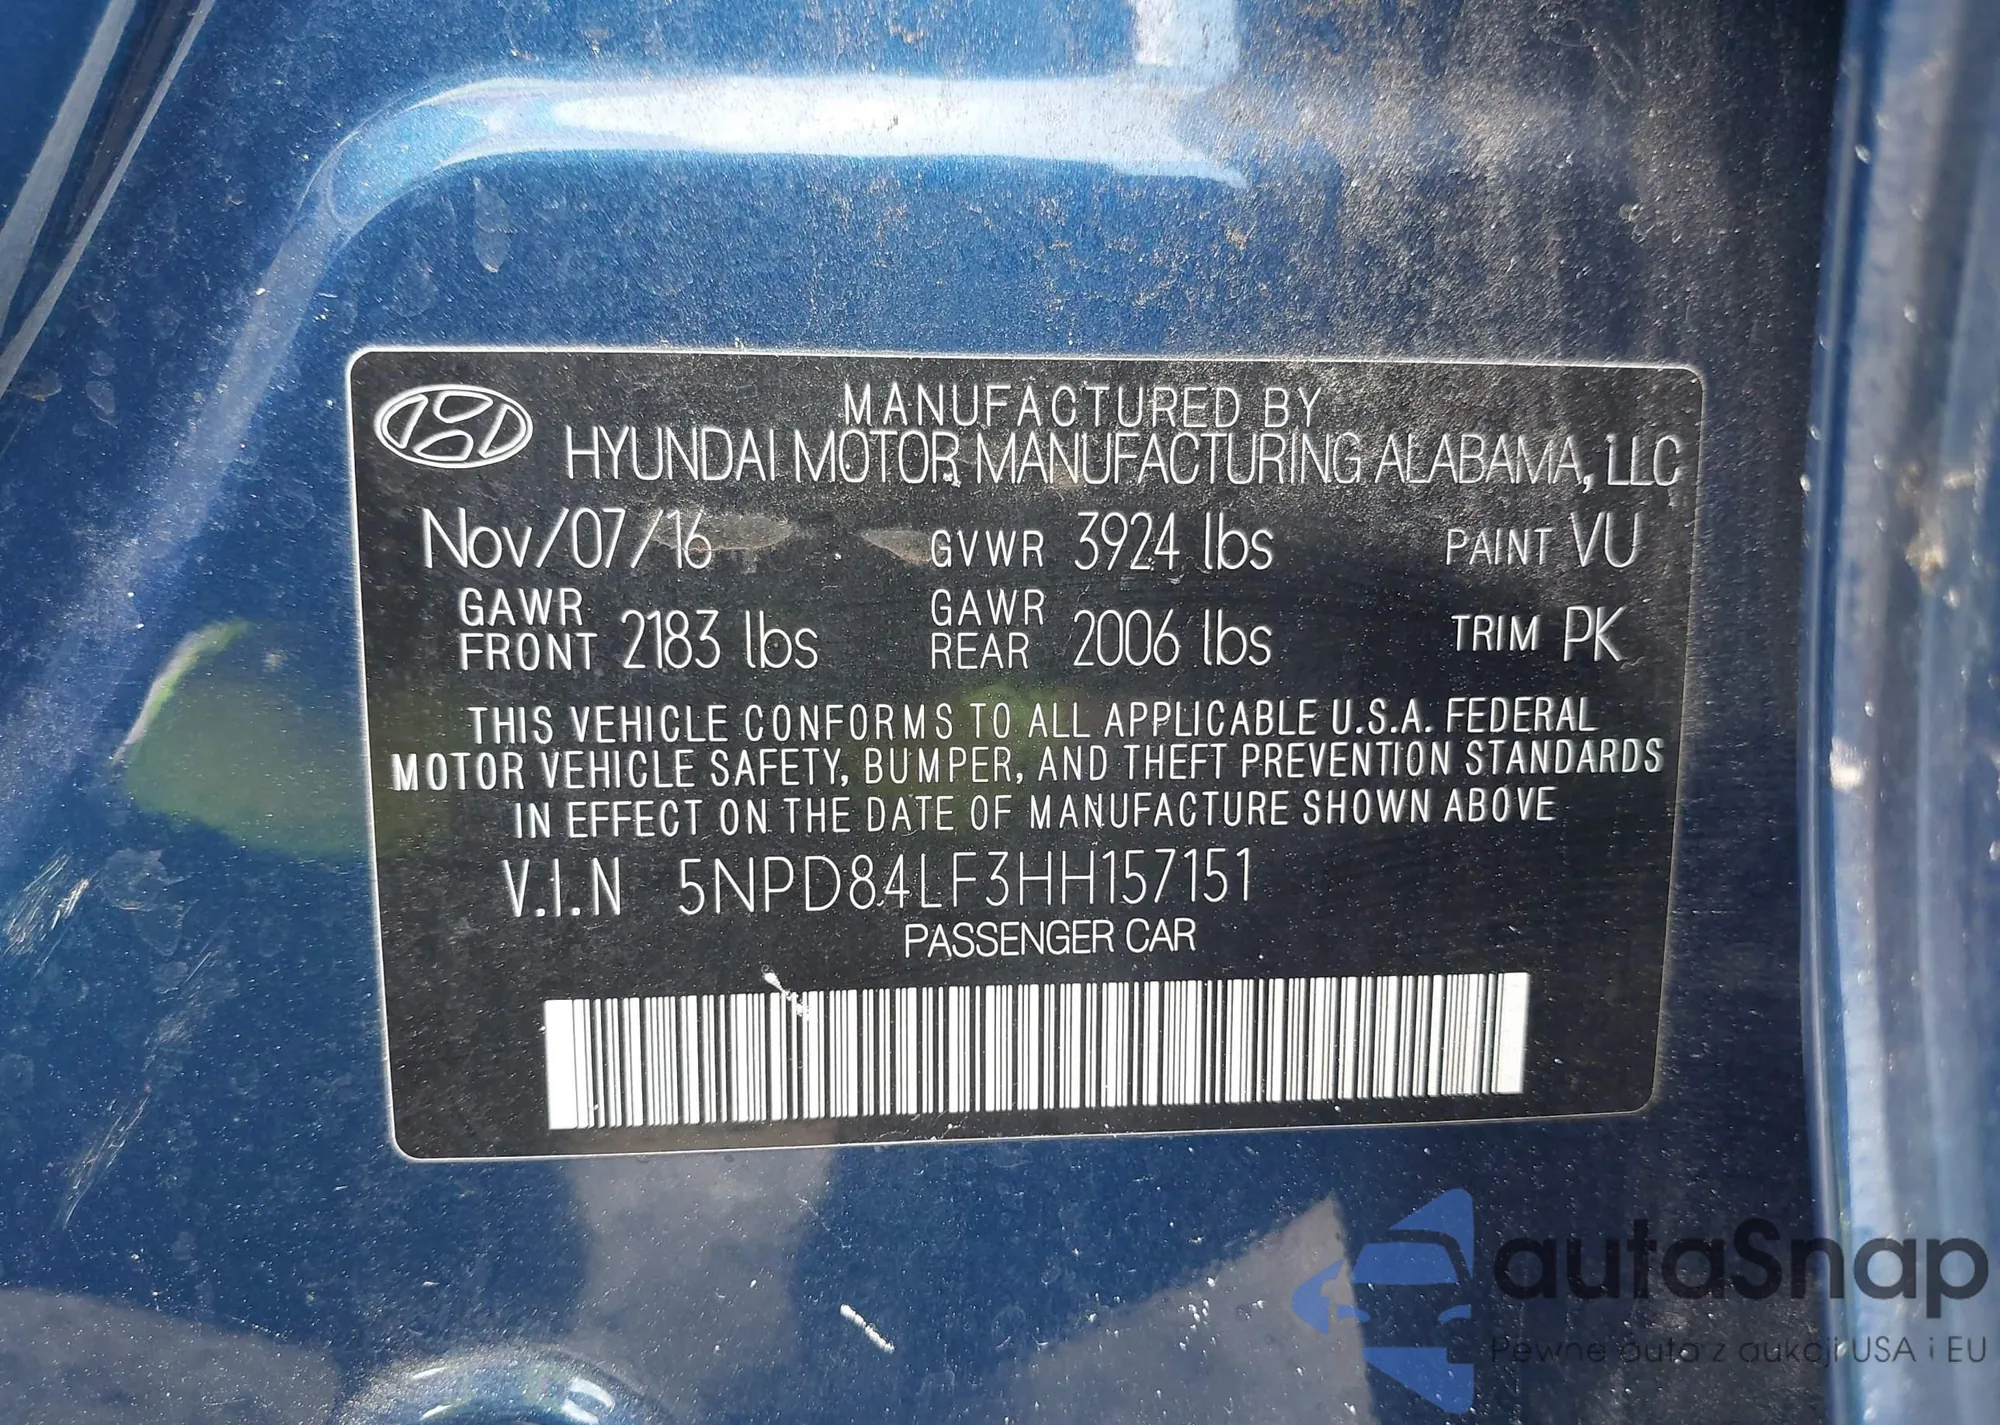 MANUFACTURED BY
HYUNDAI MOTOR MANUFACTURING ALABAMA, LLC
Nov/07/16 GVWR 3924 lbs PAINT VU
GAWR FRONT 2183 lbs GAWR REAR 2006 lbs TRIM PK
THIS VEHICLE CONFORMS TO ALL APPLICABLE U.S.A. FEDERAL
MOTOR VEHICLE SAFETY, BUMPER, AND THEFT PREVENTION STANDARDS
IN EFFECT ON THE DATE OF MANUFACTURE SHOWN ABOVE
V.I.N 5NPD84LF3HH157151
PASSENGER CAR
autaSnap
Pewne auta z aukcji USA i EU